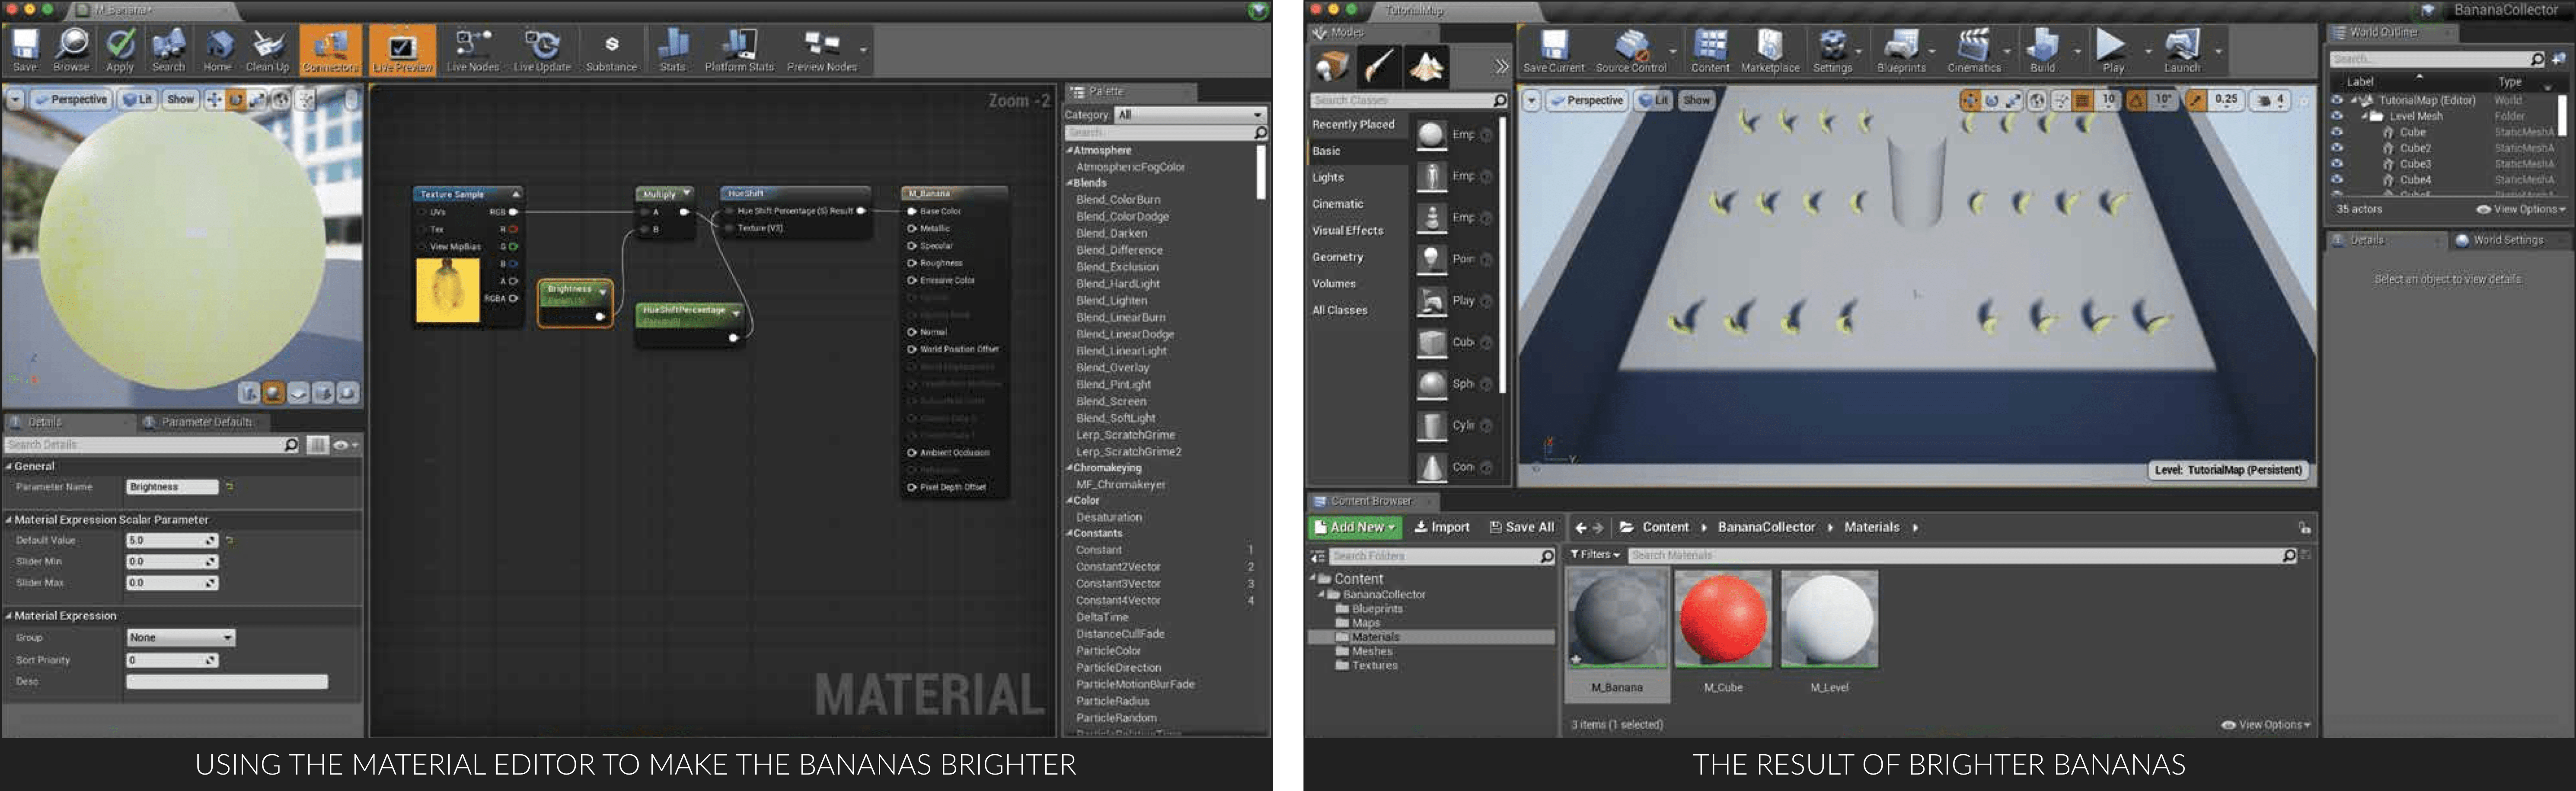 M_Banana*
Save Browse Apply Search Home Clean Up Connectors Live Preview Live Nodes Live Update Substance Stats Platform Stats Preview Nodes
Perspective Lit Show
Zoom -2
Texture Sample
UVs RGB
Tex R
View MipBias G
B
A
RGBA
Brightness
Param (5)
Multiply
A
B
HueShiftPercentage
HueShift
Hue Shift Percentage (S) Result
Texture (V3)
M_Banana
Base Color
Metallic
Specular
Roughness
Emissive Color
Normal
World Position Offset
Ambient Occlusion
Pixel Depth Offset
MATERIAL
Details Parameter Defaults
Search Details
General
Parameter Name Brightness
Material Expression Scalar Parameter
Default Value 5.0
Slider Min 0.0
Slider Max 0.0
Material Expression
Group None
Sort Priority 0
Desc
Palette
Category: All
Search
Atmosphere
AtmosphericFogColor
Blends
Blend_ColorBurn
Blend_ColorDodge
Blend_Darken
Blend_Difference
Blend_Exclusion
Blend_HardLight
Blend_Lighten
Blend_LinearBurn
Blend_LinearDodge
Blend_LinearLight
Blend_Overlay
Blend_PinLight
Blend_Screen
Blend_SoftLight
Lerp_ScratchGrime
Lerp_ScratchGrime2
Chromakeying
MF_Chromakeyer
Color
Desaturation
Constants
Constant 1
Constant2Vector 2
Constant3Vector 3
Constant4Vector 4
DeltaTime
DistanceCullFade
ParticleColor
ParticleDirection
ParticleMotionBlurFade
ParticleRadius
ParticleRandom
USING THE MATERIAL EDITOR TO MAKE THE BANANAS BRIGHTER
TutorialMap
BananaCollector
Modes
Search Classes
Recently Placed
Basic
Lights
Cinematic
Visual Effects
Geometry
Volumes
All Classes
Emp
Emp
Emp
Poin
Play
Cub
Sph
Cylin
Con
Save Current Source Control Content Marketplace Settings Blueprints Cinematics Build Play Launch
Perspective Lit Show
10 10° 0.25 4
Level: TutorialMap (Persistent)
World Outliner
Search...
Label Type
TutorialMap (Editor) World
Level Mesh Folder
Cube StaticMeshA
Cube2 StaticMeshA
Cube3 StaticMeshA
Cube4 StaticMeshA
35 actors View Options
Details World Settings
Select an object to view details.
Content Browser
Add New Import Save All Content BananaCollector Materials
Search Folders
Filters Search Materials
Content
BananaCollector
Blueprints
Maps
Materials
Meshes
Textures
M_Banana M_Cube M_Level
3 items (1 selected) View Options
THE RESULT OF BRIGHTER BANANAS